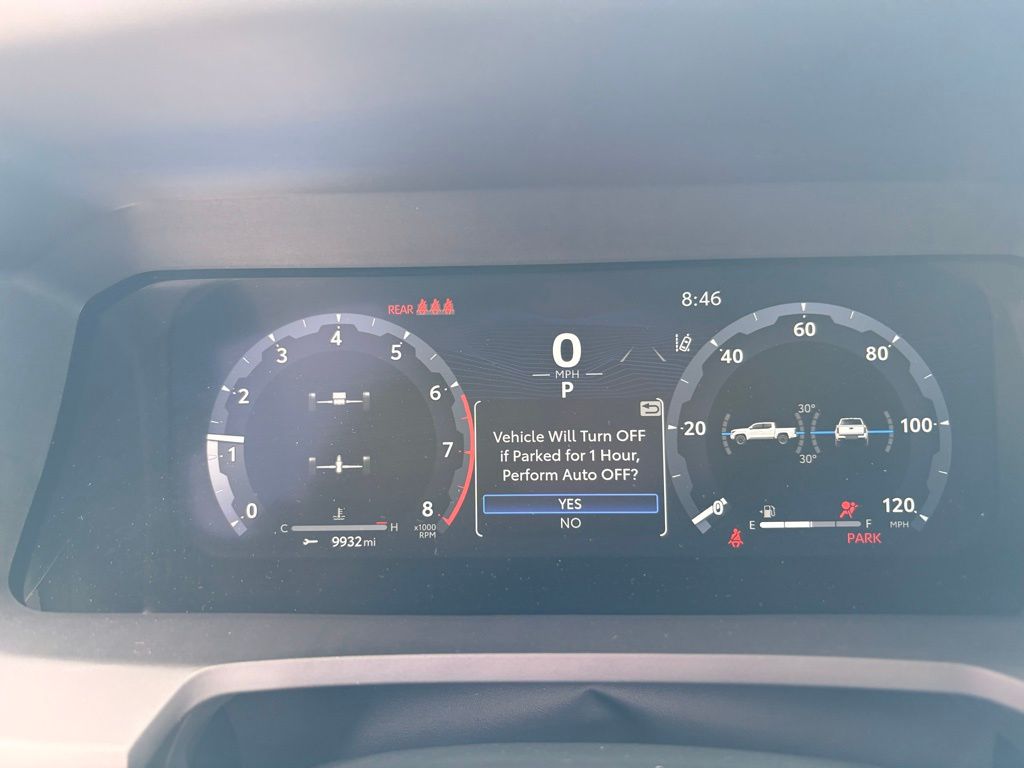 REAR
8:46
0
MPH
P
0
1
2
3
4
5
6
7
8
x1000
RPM
C
H
9932 mi
Vehicle Will Turn OFF
if Parked for 1 Hour,
Perform Auto OFF?
YES
NO
0
20
40
60
80
100
120
MPH
30°
30°
E
F
PARK